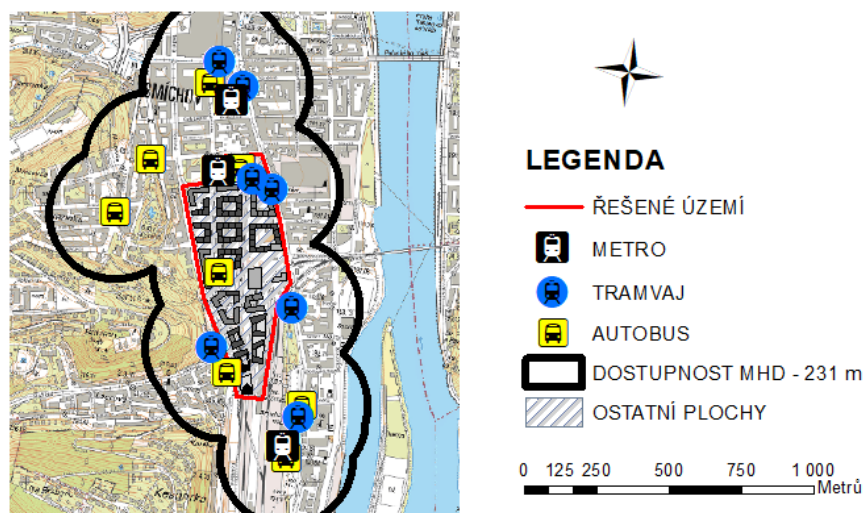 SMÍCHOV
LEGENDA
ŘEŠENÉ ÚZEMÍ
METRO
TRAMVAJ
AUTOBUS
DOSTUPNOST MHD - 231 m
OSTATNÍ PLOCHY
0 125 250 500 750 1 000
Metrů